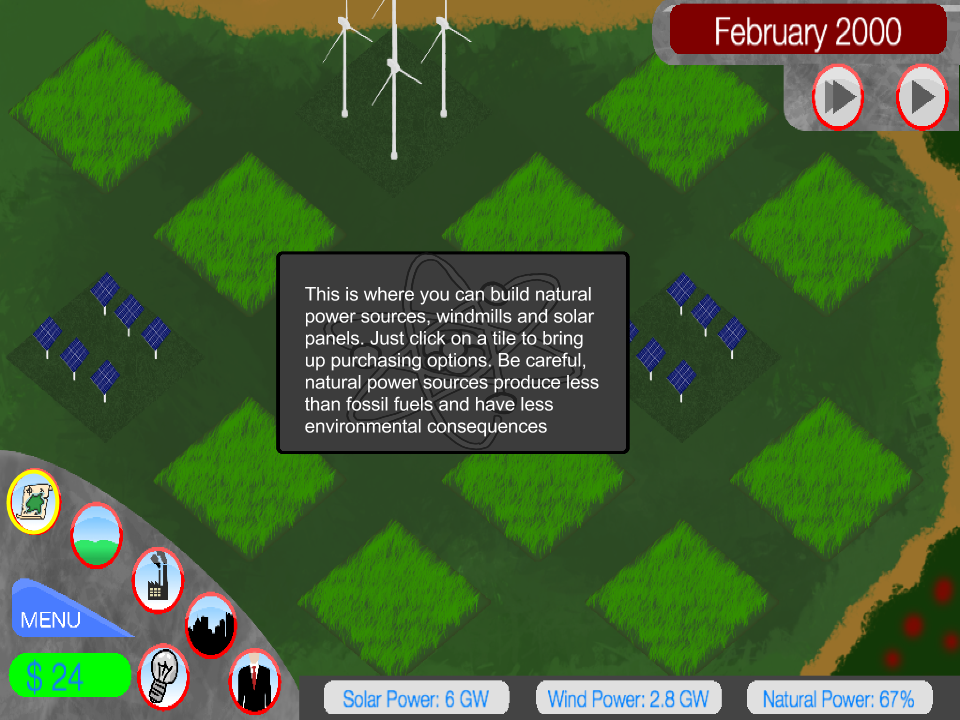 February 2000
This is where you can build natural
power sources, windmills and solar
panels. Just click on a tile to bring
up purchasing options. Be careful,
natural power sources produce less
than fossil fuels and have less
environmental consequences
MENU
$ 24
Solar Power: 6 GW
Wind Power: 2.8 GW
Natural Power: 67%